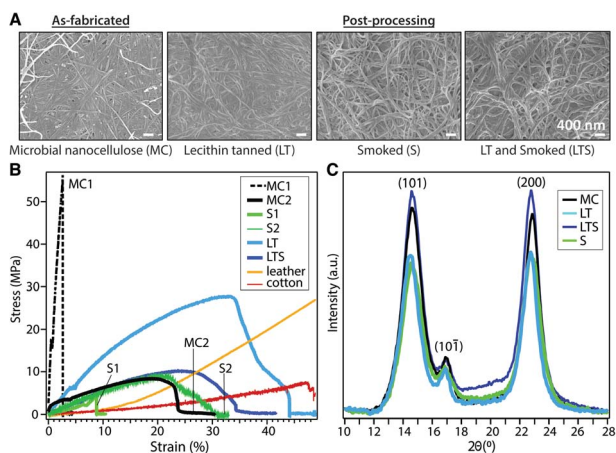 A
As-fabricated
Post-processing
400 nm
Microbial nanocellulose (MC)
Lecithin tanned (LT)
Smoked (S)
LT and Smoked (LTS)
B
MC1
MC1
MC2
S1
S2
LT
LTS
leather
cotton
S1
MC2
S2
Stress (MPa)
50
40
30
20
10
0
0
10
20
30
40
Strain (%)
C
(101)
(200)
(101̅)
MC
LT
LTS
S
Intensity (a.u.)
10
12
14
16
18
20
22
24
26
28
2θ(º)